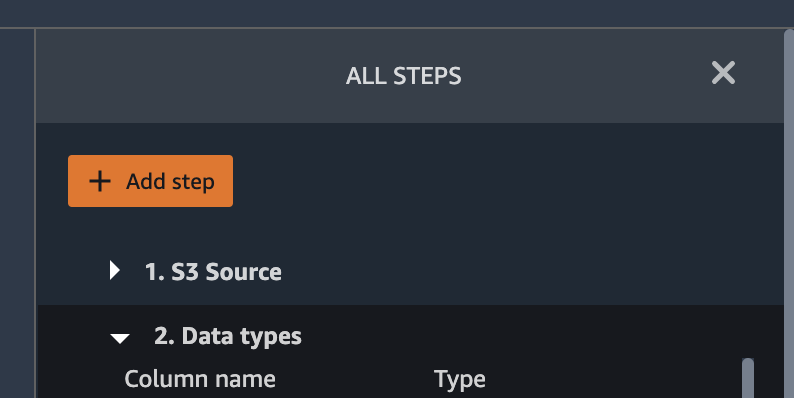 ALL STEPS
Add step
1. S3 Source
2. Data types
Column name Type